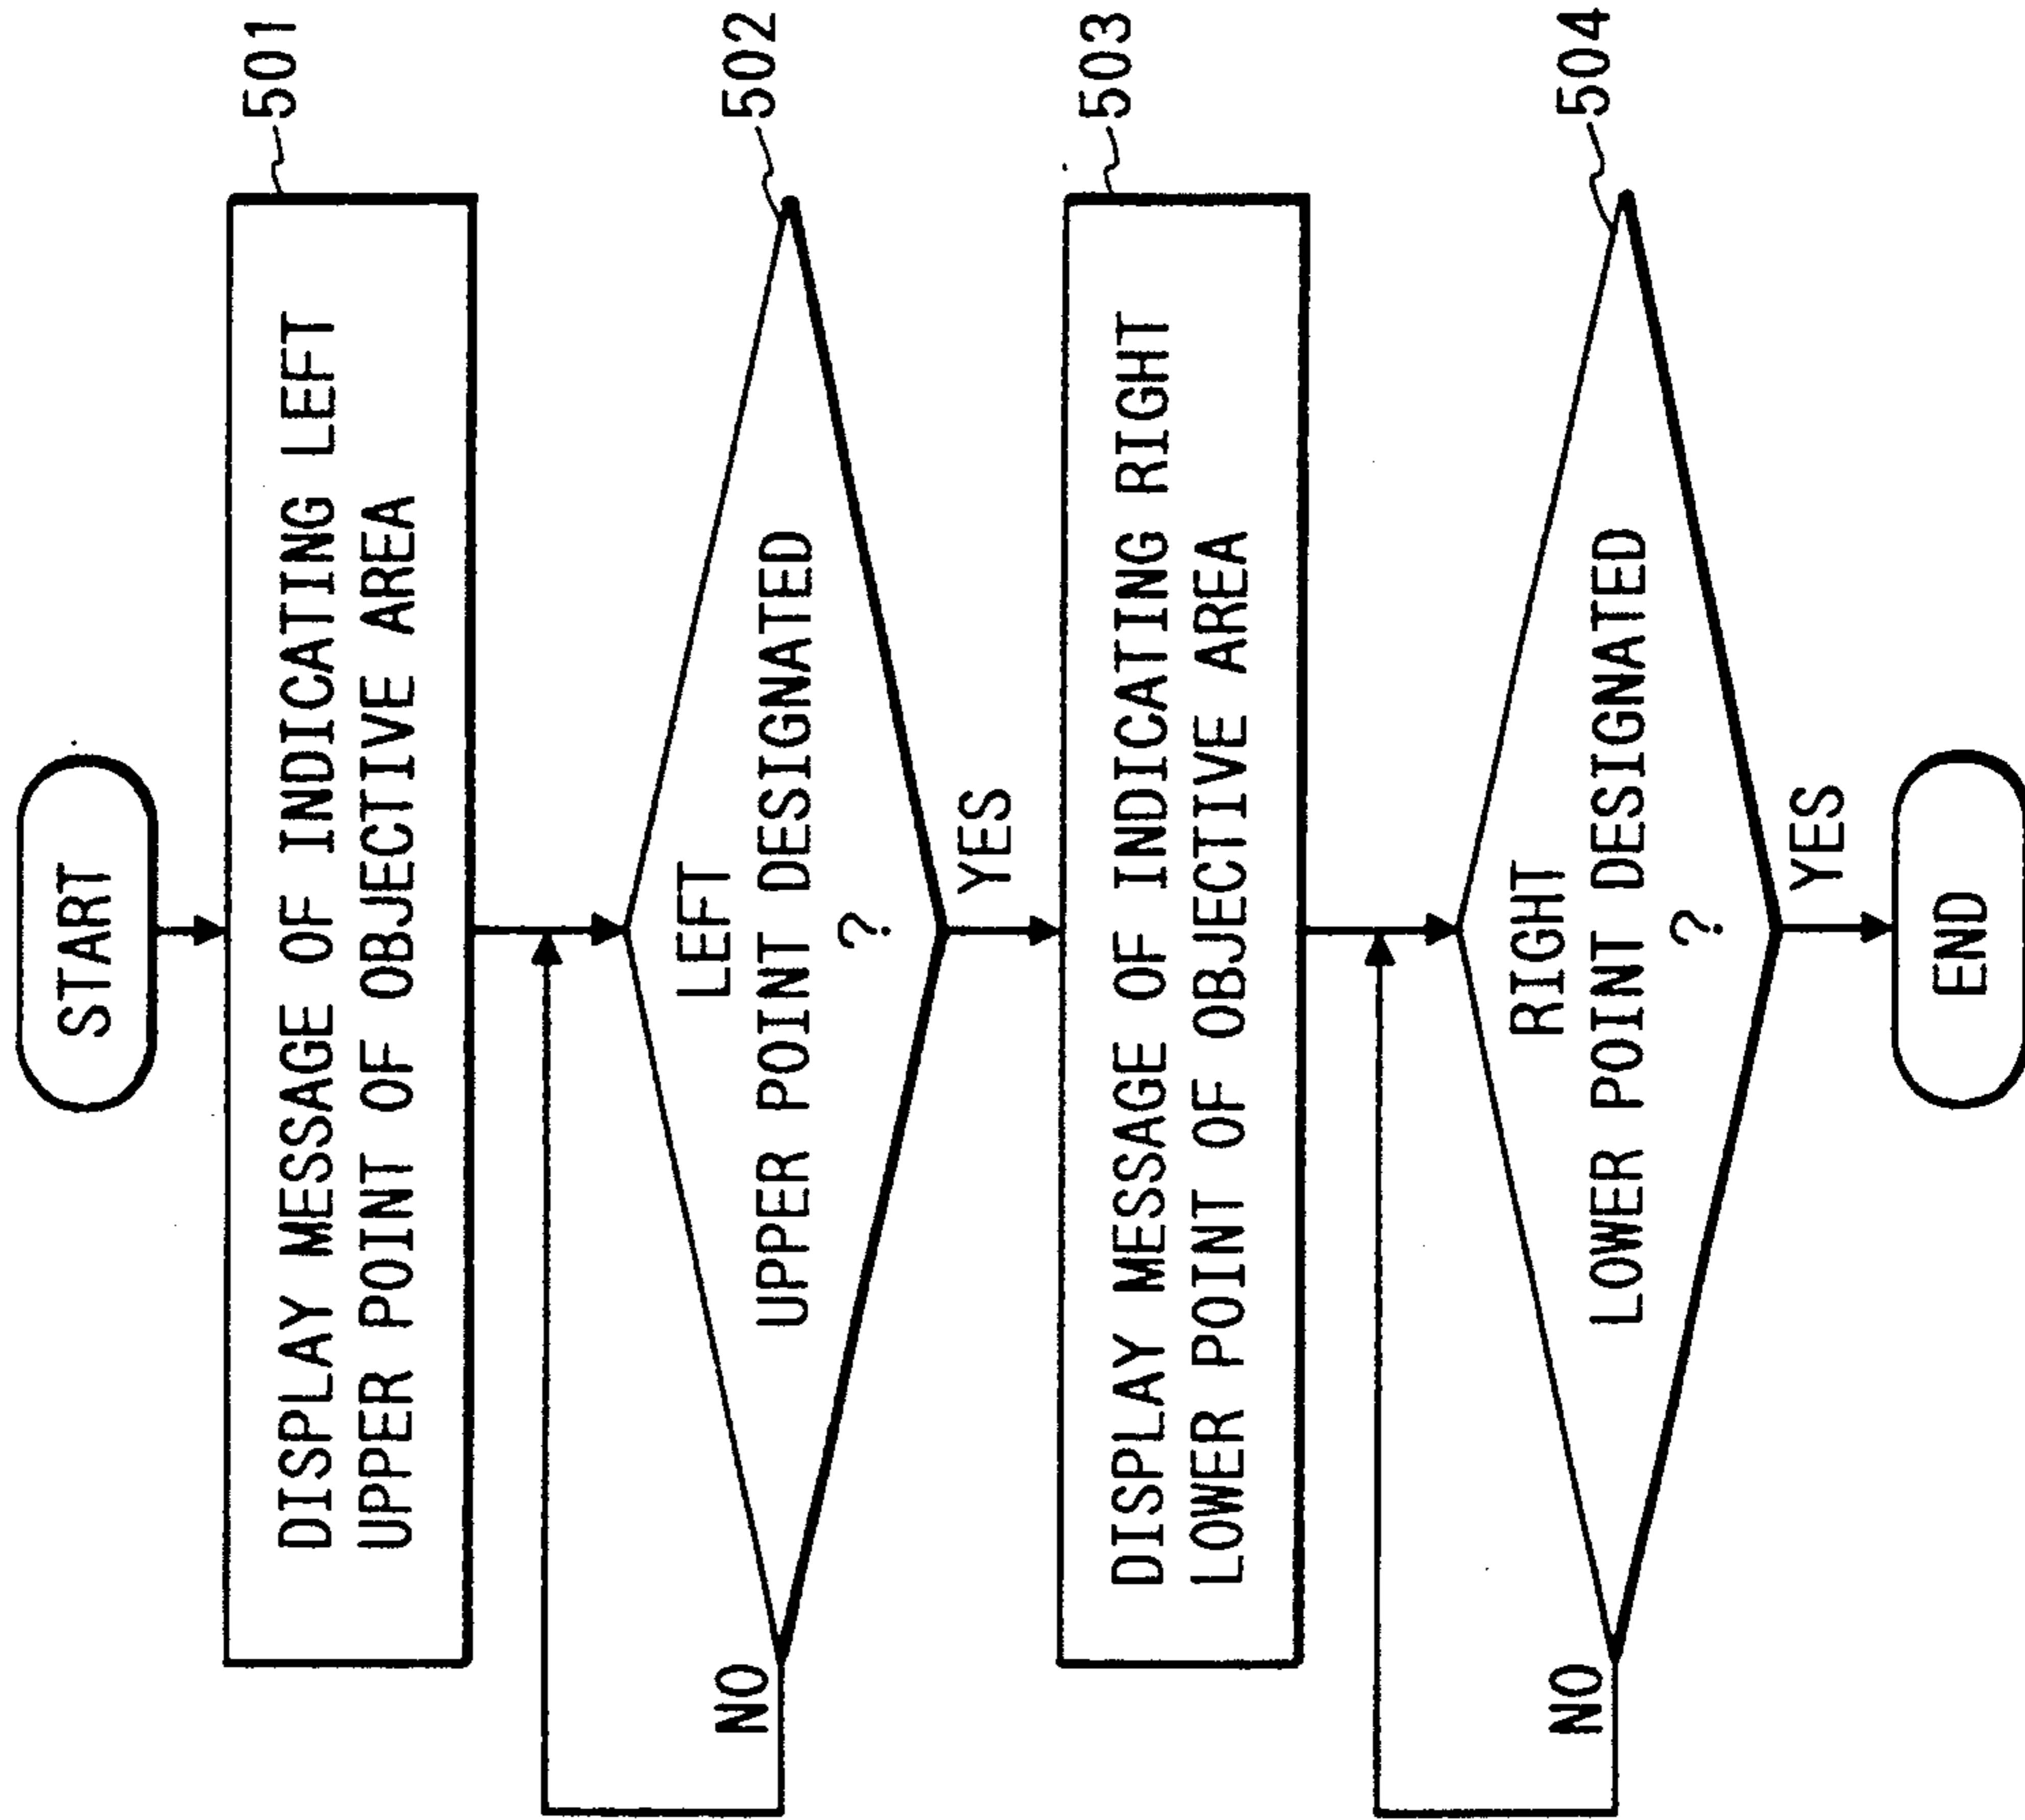 START
501
DISPLAY MESSAGE OF INDICATING LEFT
UPPER POINT OF OBJECTIVE AREA
502
LEFT
UPPER POINT DESIGNATED
?
NO
YES
503
DISPLAY MESSAGE OF INDICATING RIGHT
LOWER POINT OF OBJECTIVE AREA
504
RIGHT
LOWER POINT DESIGNATED
?
NO
YES
END